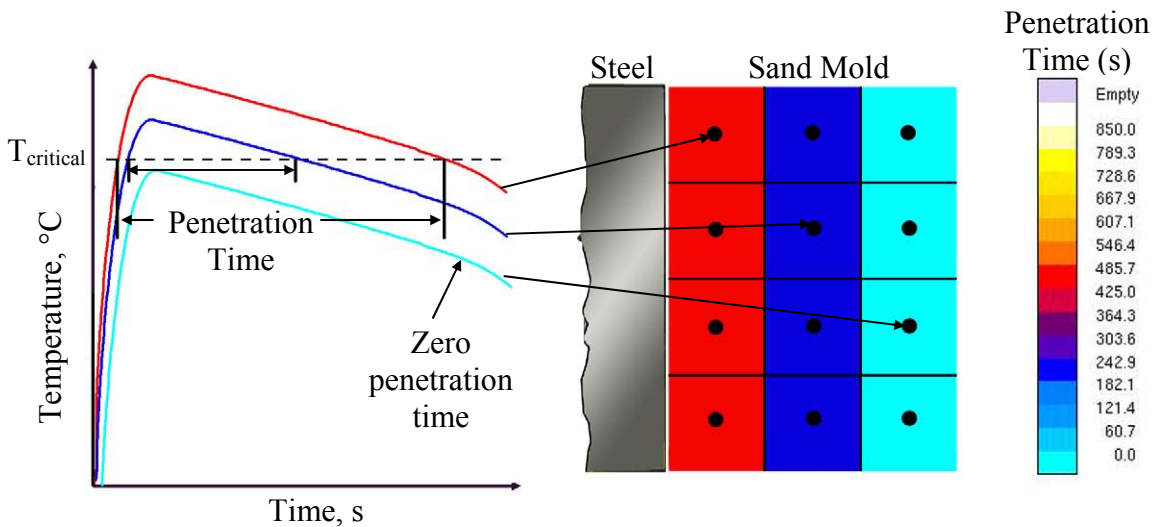 Penetration
Time (s)
Steel
Sand Mold
Empty
850.0
789.3
728.6
667.9
607.1
546.4
485.7
425.0
364.3
303.6
242.9
182.1
121.4
60.7
0.0
Tcritical
Penetration
Time
Temperature, °C
Zero
penetration
time
Time, s